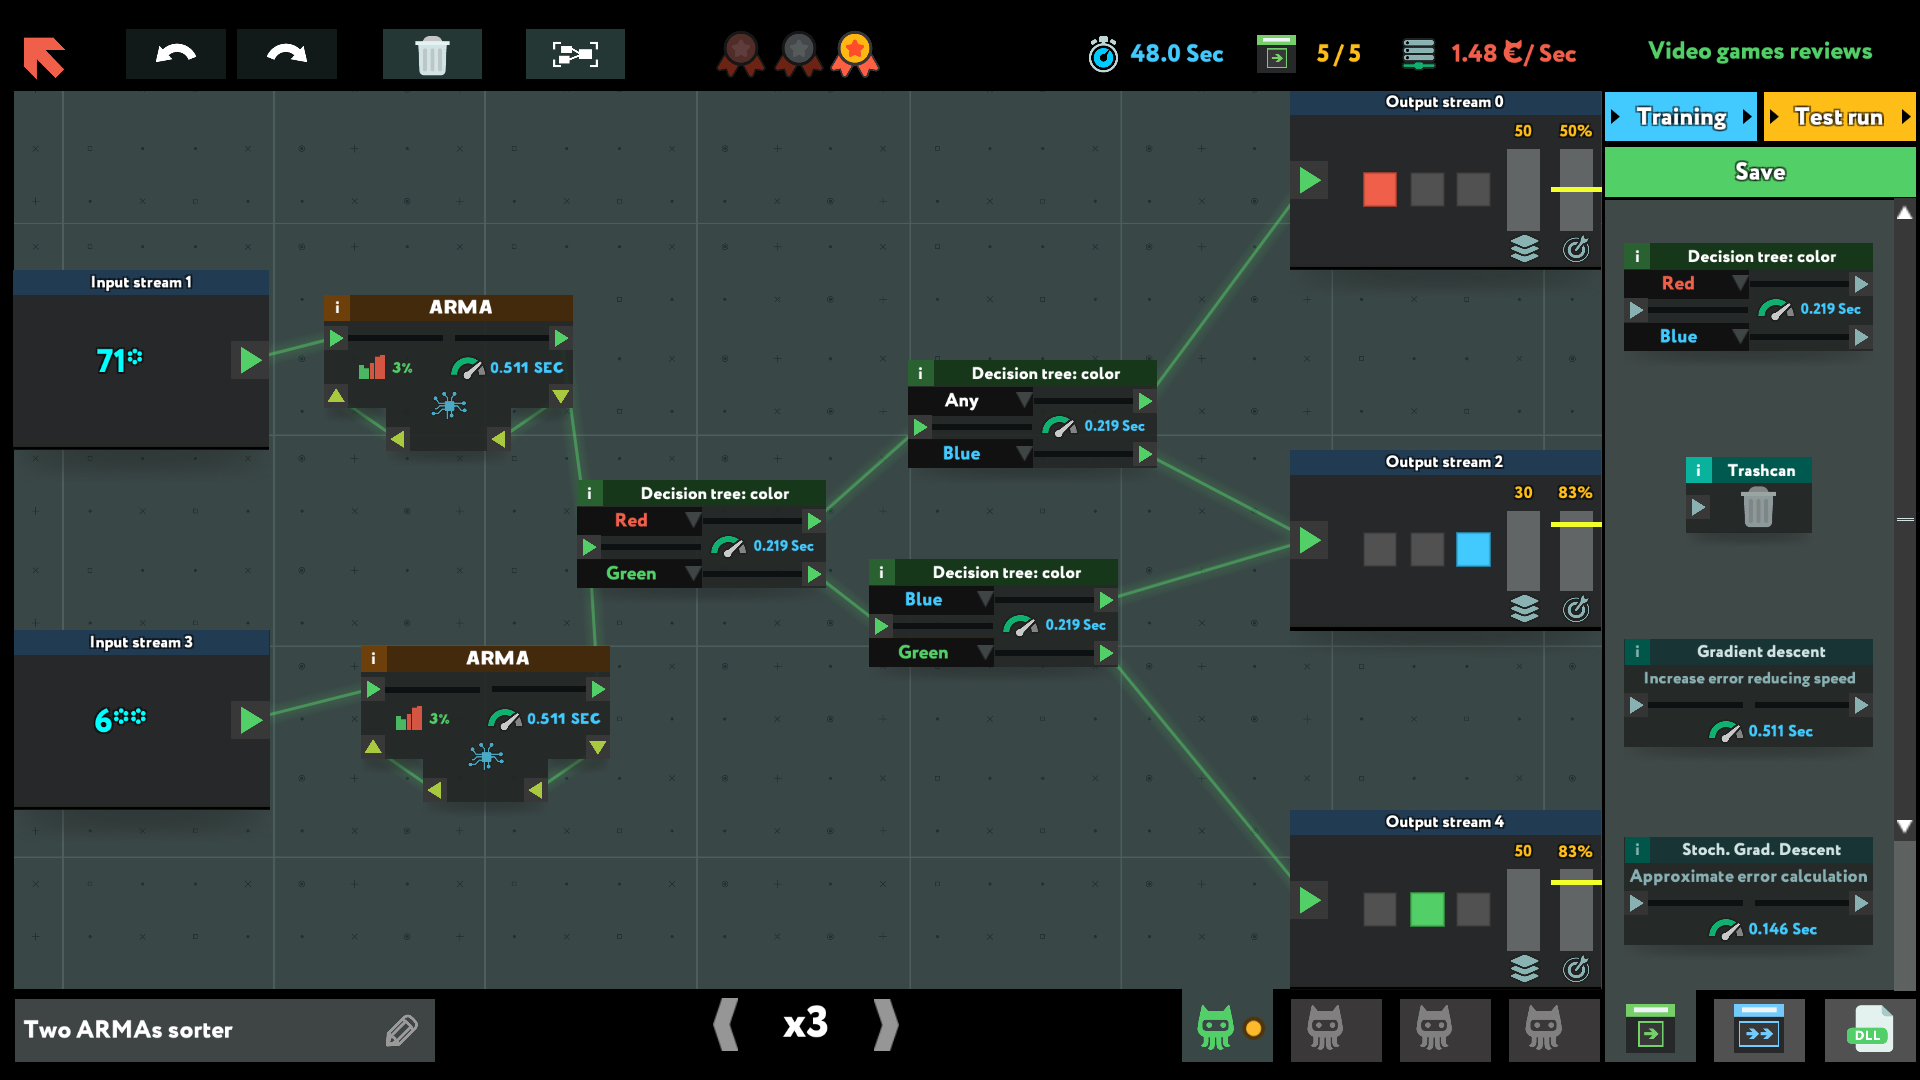 48.0 Sec
5 / 5
1.48 €/ Sec
Video games reviews
Training
Test run
Save
Output stream 0
50
50%
Input stream 1
71
ARMA
3%
0.511 SEC
Decision tree: color
Any
0.219 Sec
Blue
Decision tree: color
Red
0.219 Sec
Green
Output stream 2
30
83%
Decision tree: color
Blue
0.219 Sec
Green
Input stream 3
6
ARMA
3%
0.511 SEC
Output stream 4
50
83%
Decision tree: color
Red
0.219 Sec
Blue
Trashcan
Gradient descent
Increase error reducing speed
0.511 Sec
Stoch. Grad. Descent
Approximate error calculation
0.146 Sec
Two ARMAs sorter
x3
DLL